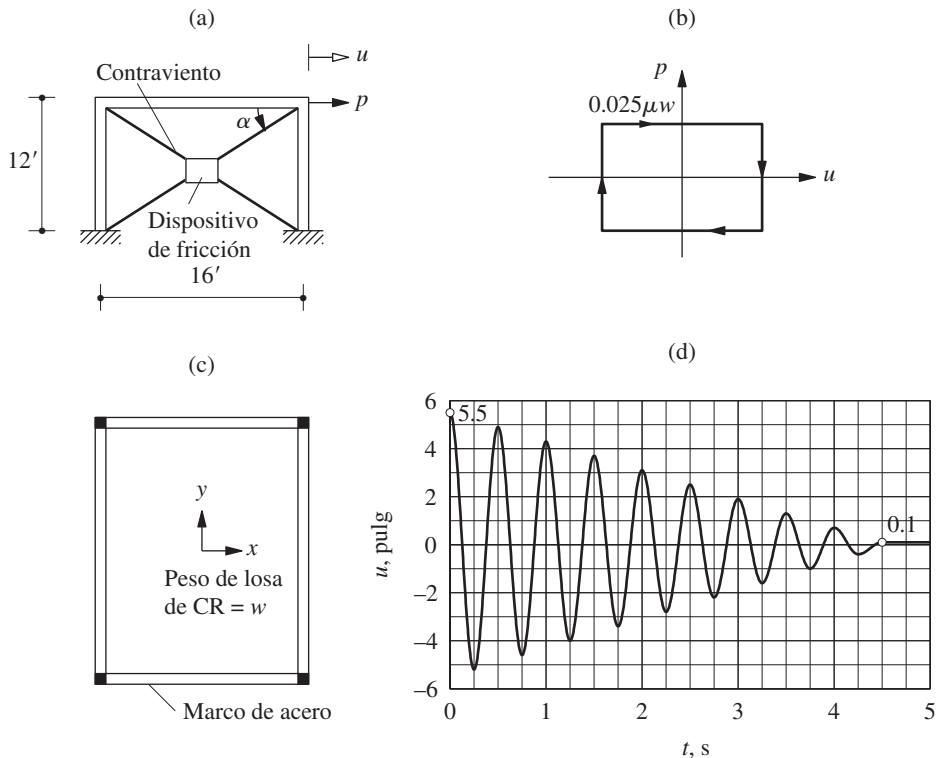 (a)
u
Contraviento
p
α
12′
Dispositivo
de fricción
16′
(b)
p
0.025μw
u
(c)
y
x
Peso de losa
de CR = w
Marco de acero
(d)
6
5.5
4
2
0.1
0
−2
−4
−6
u, pulg
0 1 2 3 4 5
t, s